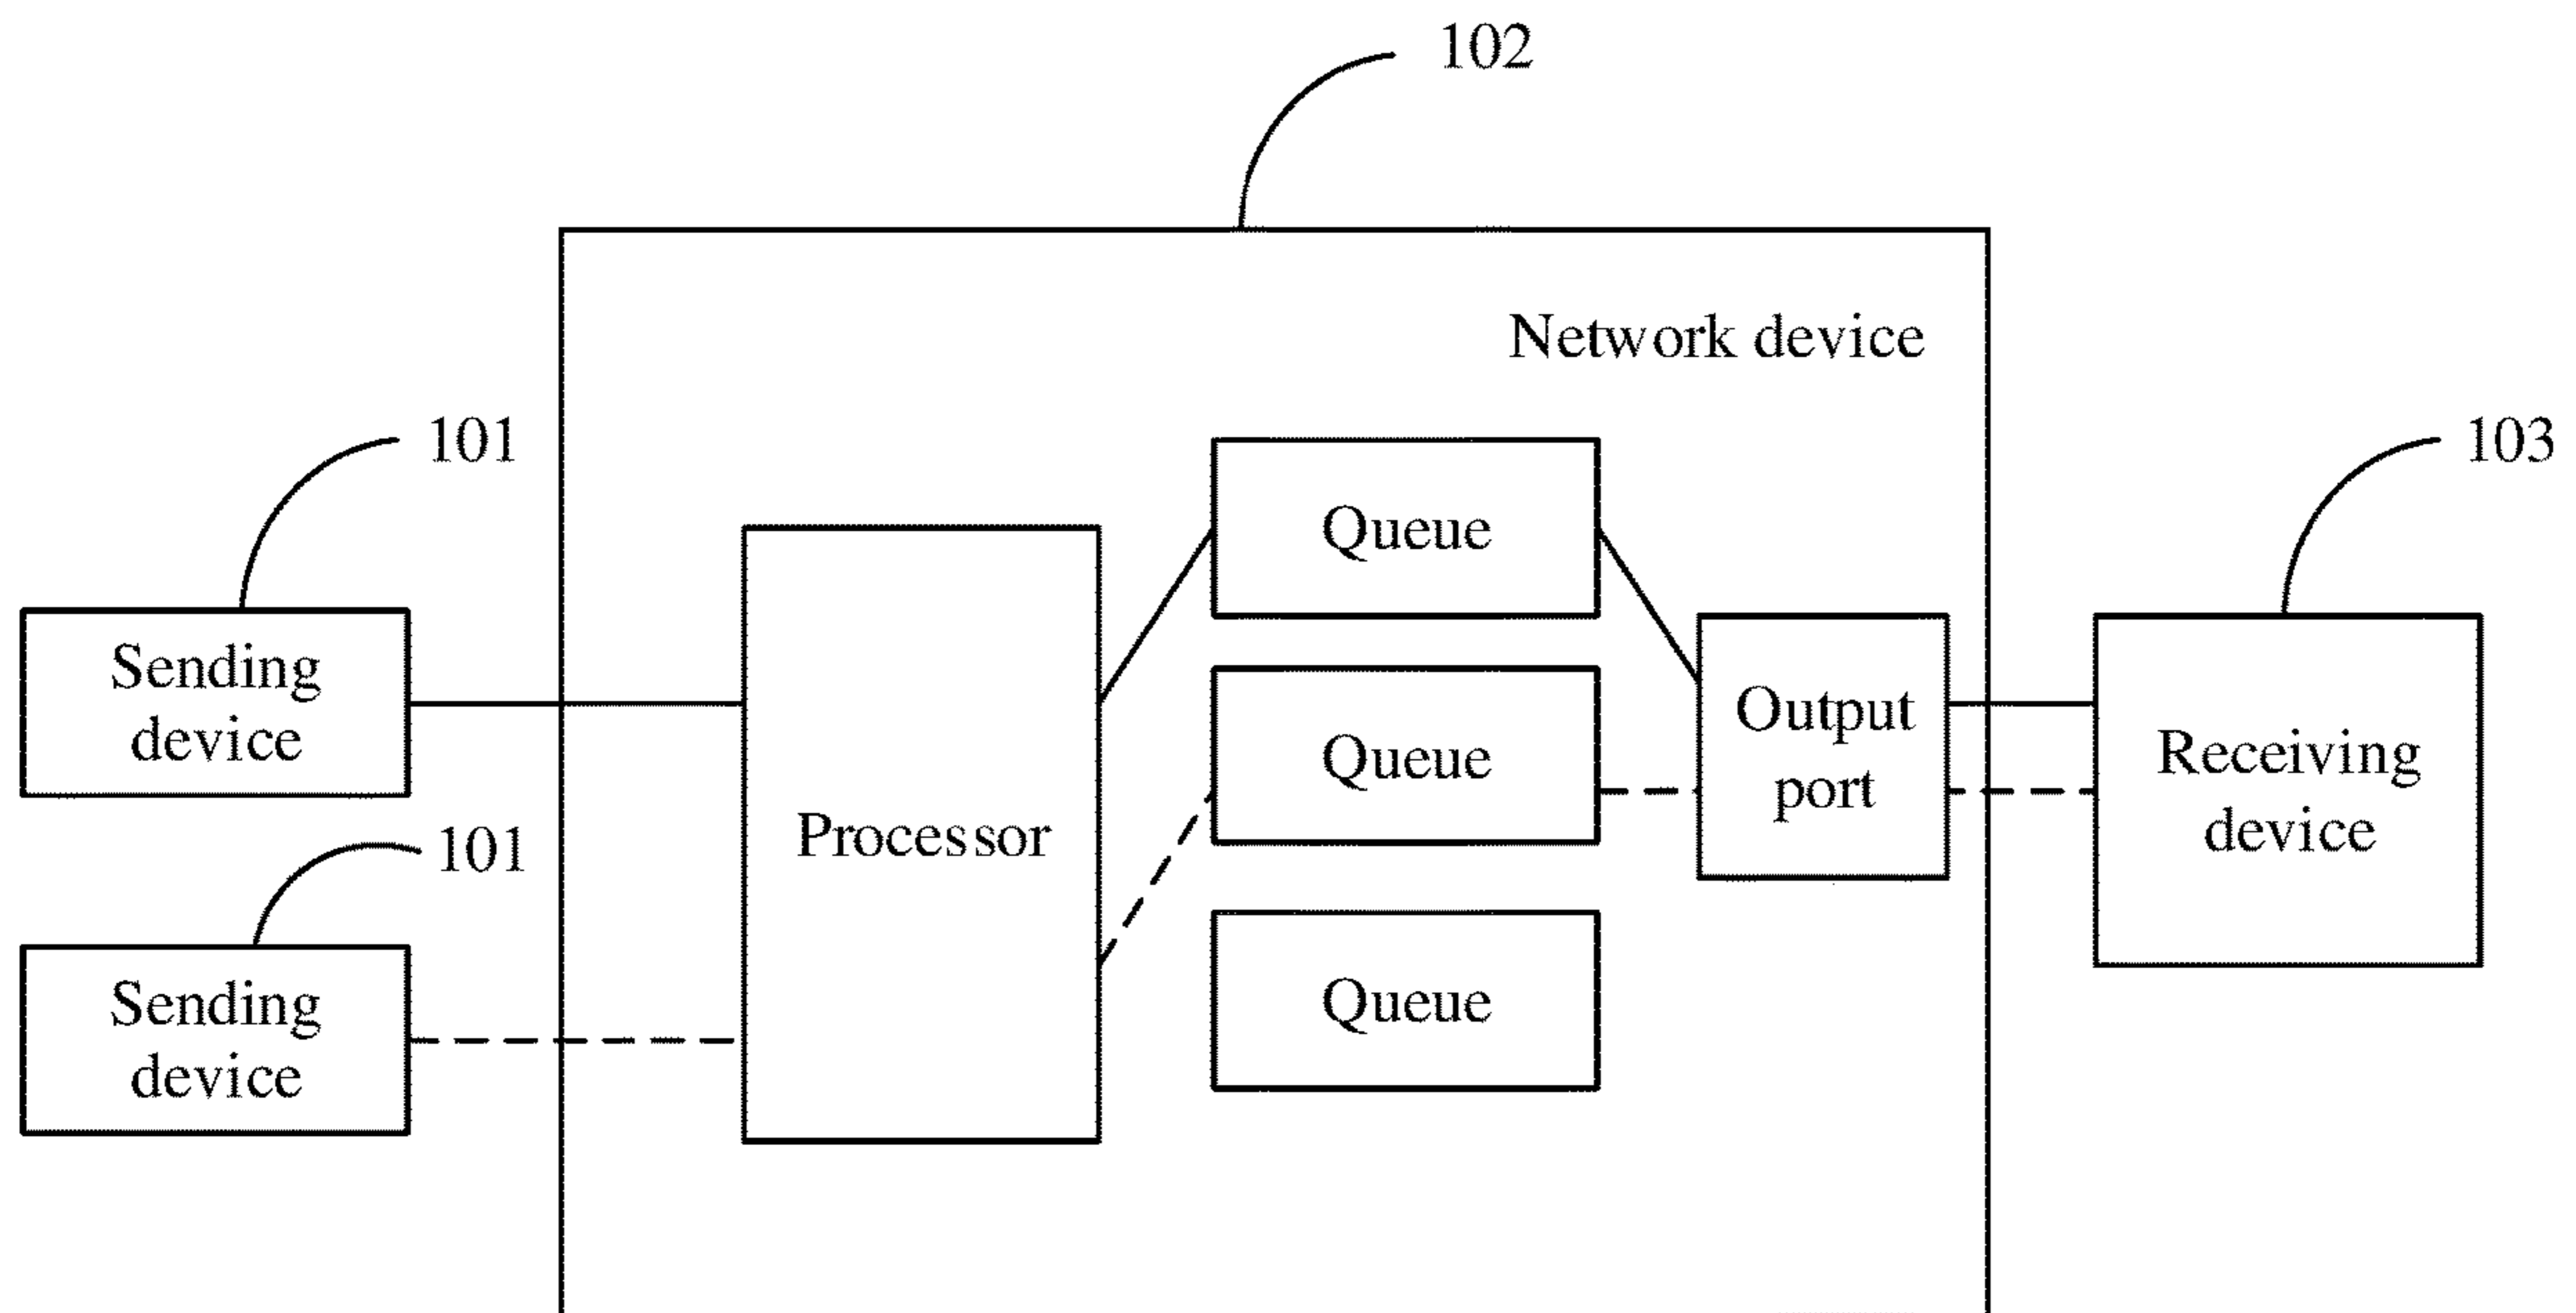 102
Network device
101
103
Queue
Sending
device
Output
port
Queue
Receiving
device
Processor
101
Sending
device
Queue